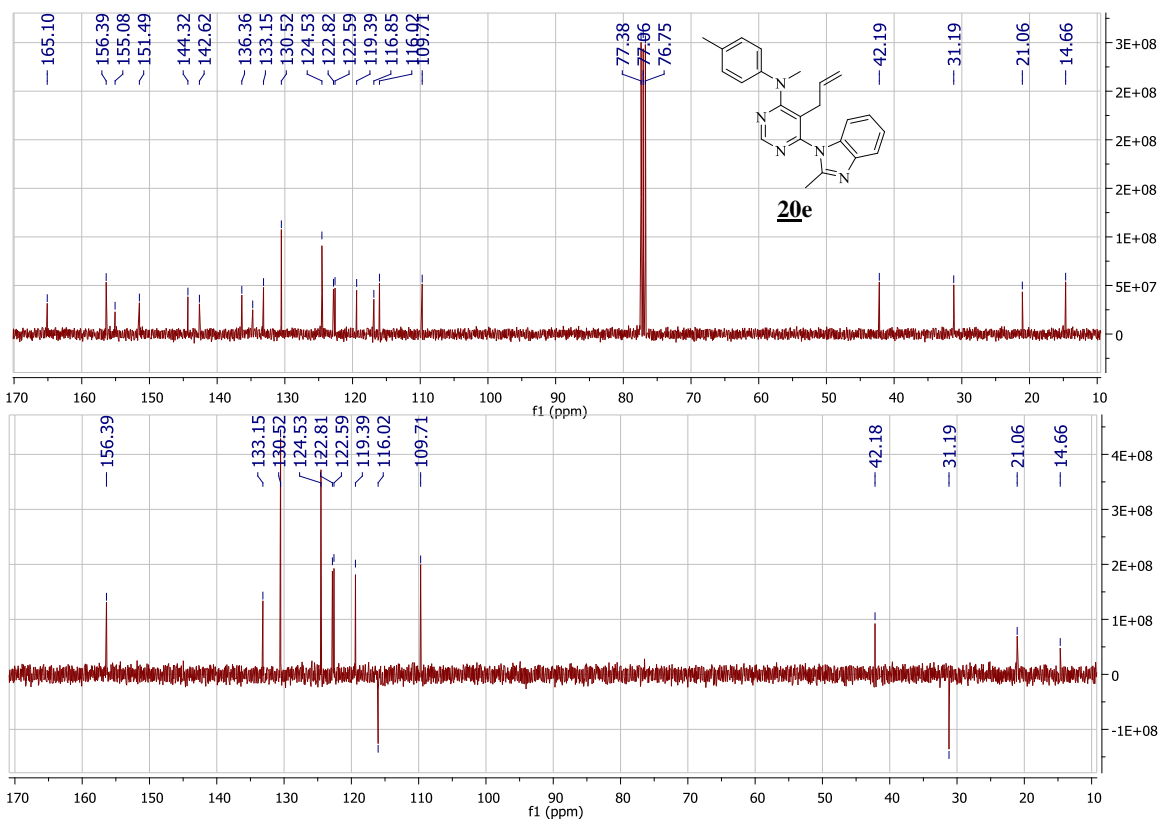 165.10
156.39
155.08
151.49
144.32
142.62
136.36
133.15
130.52
124.53
122.82
122.59
119.39
116.85
116.02
109.71
77.38
77.06
76.75
42.19
31.19
21.06
14.66
N
N
N
N
N
20e
3E+08
2E+08
2E+08
2E+08
1E+08
5E+07
0
170 160 150 140 130 120 110 100 90 80 70 60 50 40 30 20 10
f1 (ppm)
156.39
133.15
130.52
124.53
122.81
122.59
119.39
116.02
109.71
42.18
31.19
21.06
14.66
4E+08
3E+08
2E+08
1E+08
0
-1E+08
170 160 150 140 130 120 110 100 90 80 70 60 50 40 30 20 10
f1 (ppm)